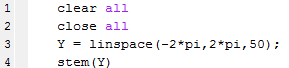 1 clear all
2 close all
3 Y = linspace(-2*pi,2*pi,50);
4 stem(Y)